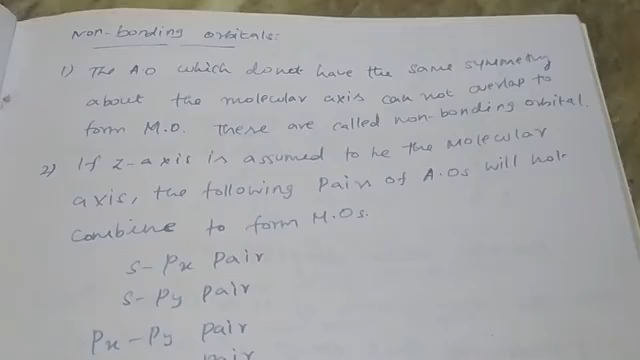 Non-bonding orbitals:
1) The AO which donot have the same symmetry
about the molecular axis can not overlap to
form M.O. These are called non-bonding orbital.
2) If z-axis is assumed to be the molecular
axis, the following pair of A.Os will not
combine to form M.Os.
s-Px Pair
s-Py Pair
Px-Py Pair
pair